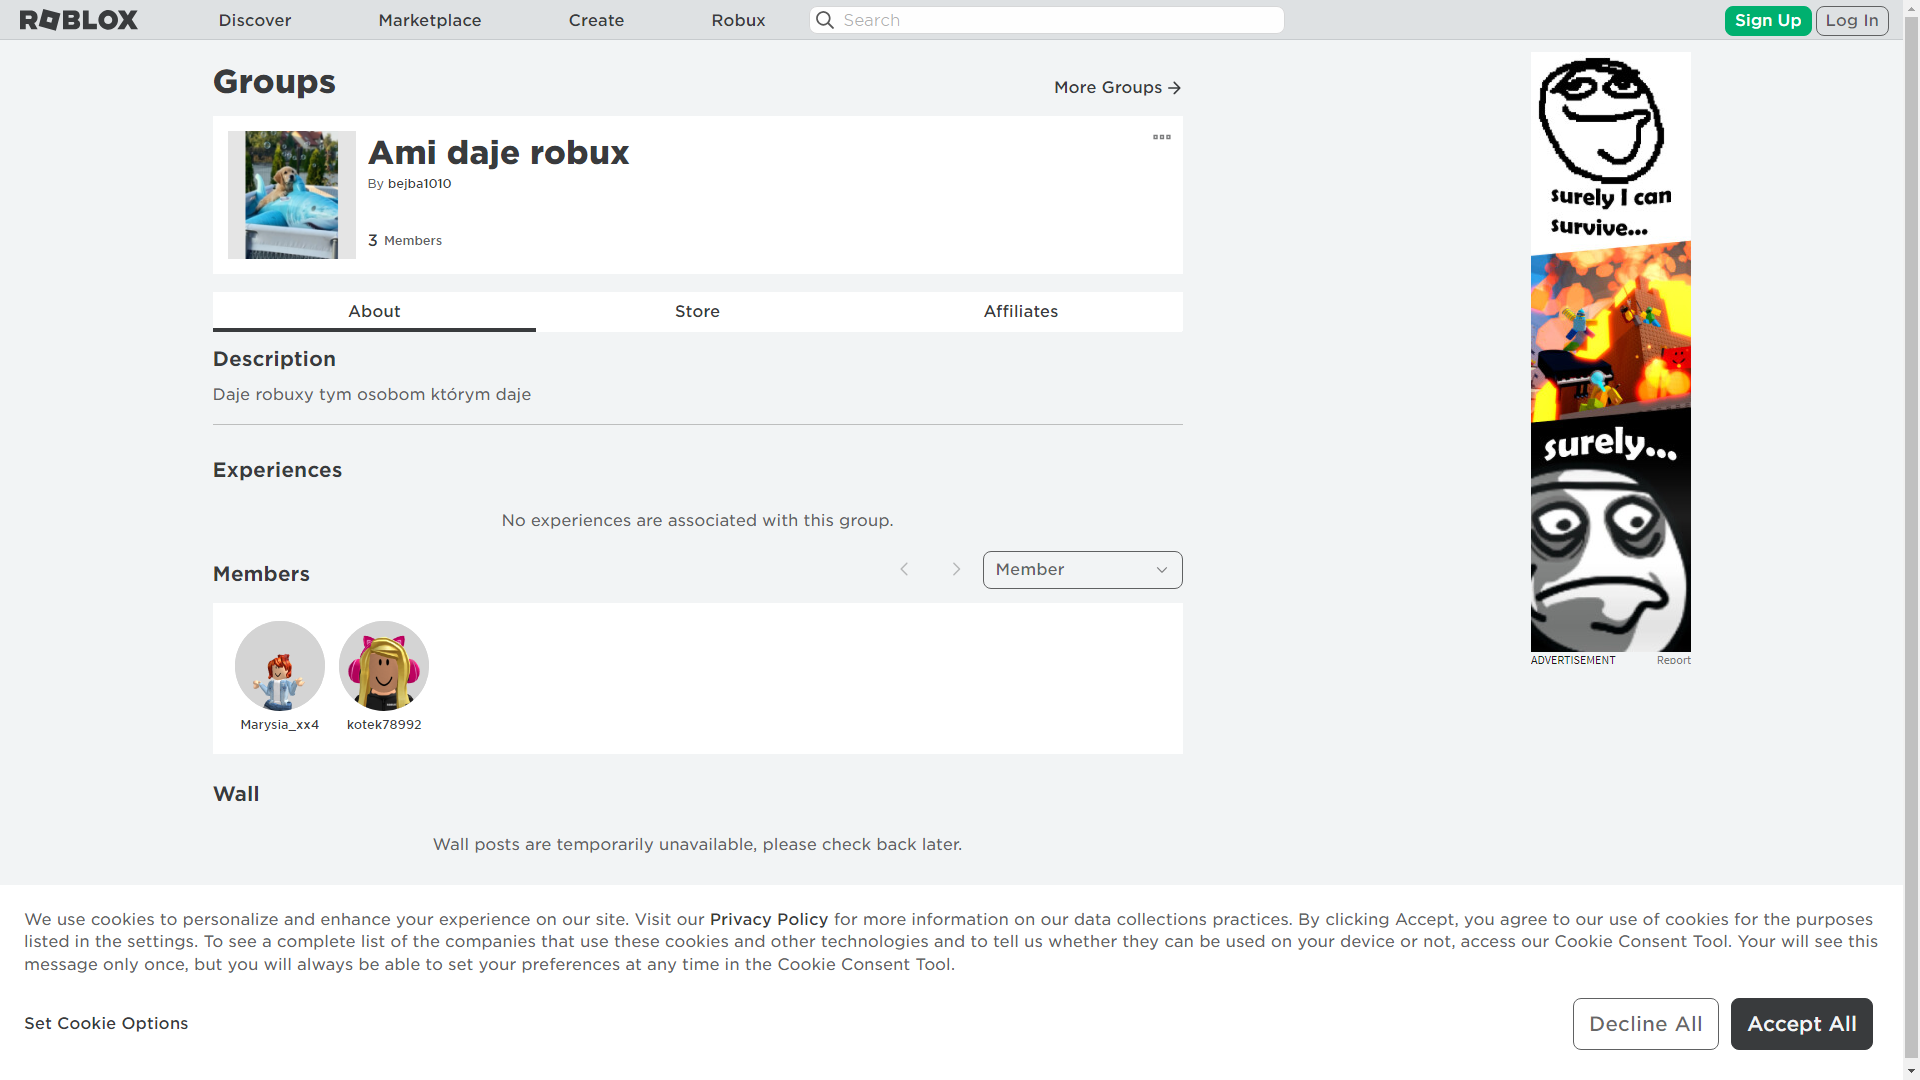 ROBLOX
Discover
Marketplace
Create
Robux
Search
Sign Up
Log In
Groups
More Groups
Ami daje robux
By bejba1010
3 Members
About
Store
Affiliates
Description
Daje robuxy tym osobom którym daje
Experiences
No experiences are associated with this group.
Members
Member
Marysia_xx4
kotek78992
Wall
Wall posts are temporarily unavailable, please check back later.
surely I can
survive...
surely...
ADVERTISEMENT
Report
We use cookies to personalize and enhance your experience on our site. Visit our Privacy Policy for more information on our data collections practices. By clicking Accept, you agree to our use of cookies for the purposes
listed in the settings. To see a complete list of the companies that use these cookies and other technologies and to tell us whether they can be used on your device or not, access our Cookie Consent Tool. Your will see this
message only once, but you will always be able to set your preferences at any time in the Cookie Consent Tool.
Set Cookie Options
Decline All
Accept All